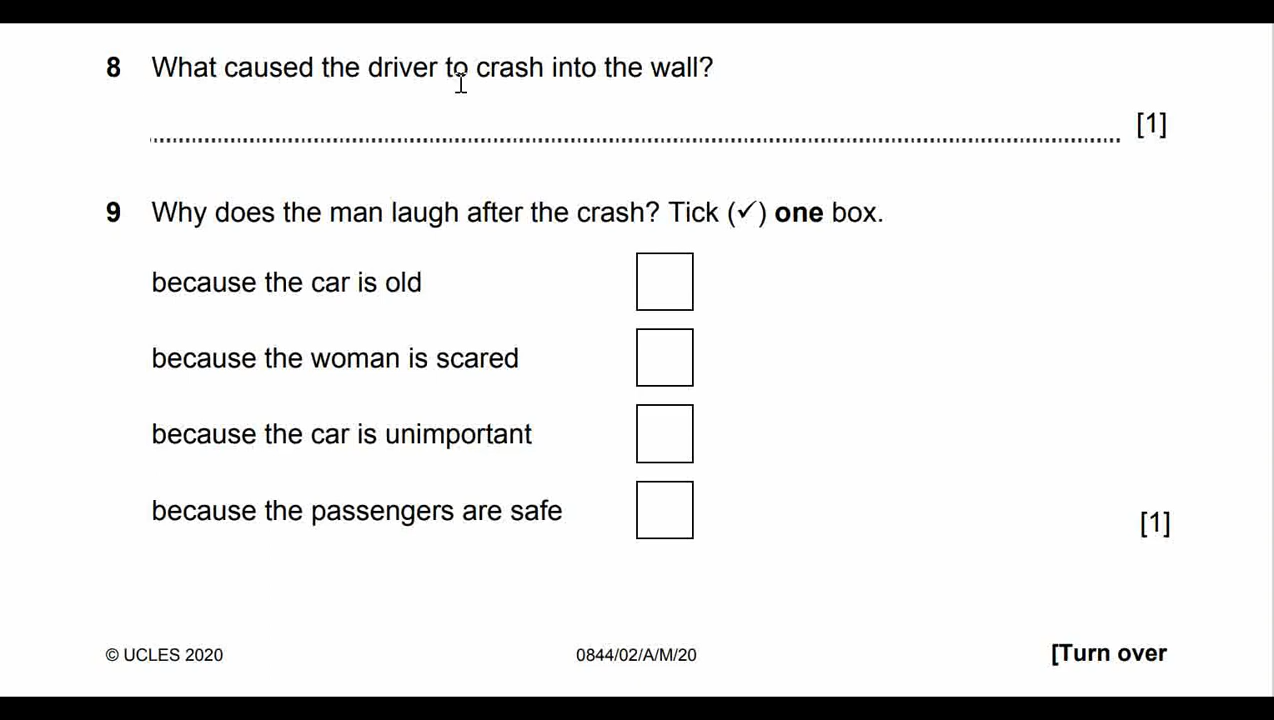 8 What caused the driver to crash into the wall?
[1]
9 Why does the man laugh after the crash? Tick (✓) one box.
because the car is old
because the woman is scared
because the car is unimportant
because the passengers are safe
[1]
© UCLES 2020 0844/02/A/M/20 [Turn over